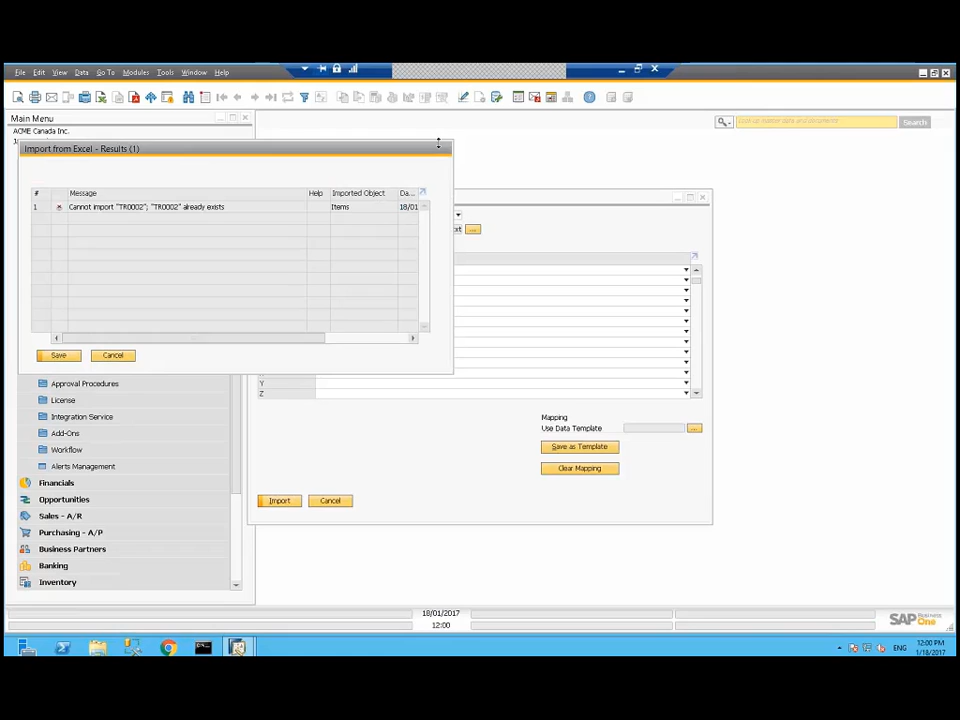 File Edit View Data Go To Modules Tools Window Help
Main Menu
ACME Canada Inc.
Search
Import from Excel - Results (1)
# Message Help Imported Object Da...
1 Cannot import "TR0002"; "TR0002" already exists Items 18/01
Save Cancel
Y
Z
Approval Procedures
License
Integration Service
Add-Ons
Workflow
Alerts Management
Financials
Opportunities
Sales - A/R
Purchasing - A/P
Business Partners
Banking
Inventory
Mapping
Use Data Template ...
Save as Template
Clear Mapping
Import Cancel
18/01/2017
12:00
SAP Business One
ENG
12:00 PM
1/18/2017